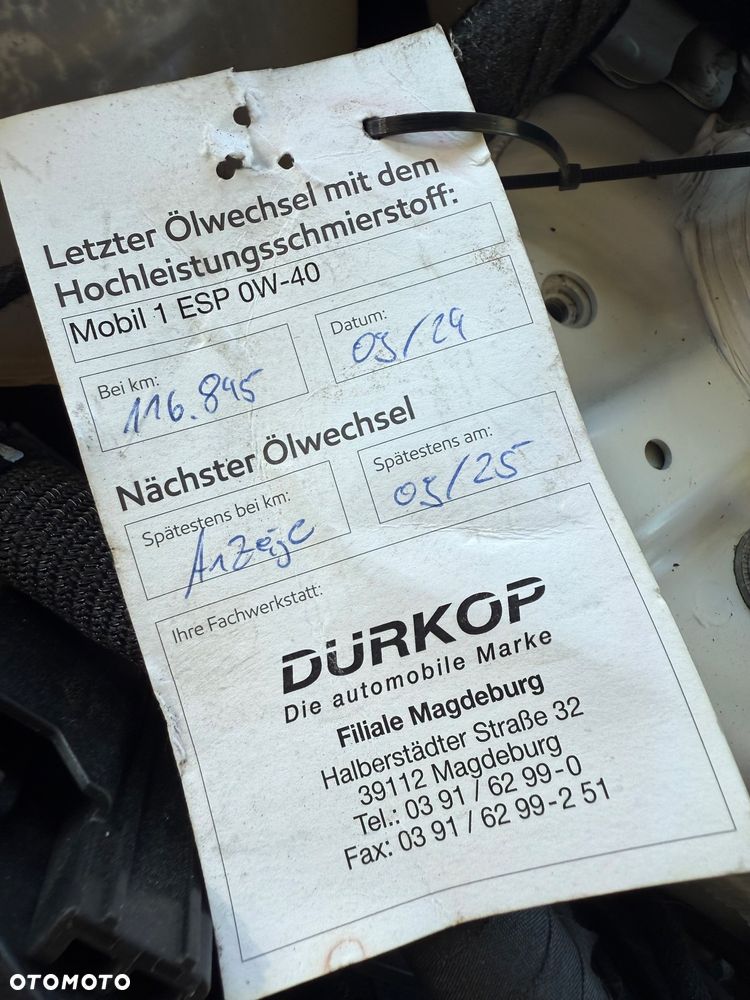 Letzter Ölwechsel mit dem
Hochleistungsschmierstoff:
Mobil 1 ESP 0W-40
Bei km:
116.845
Datum:
09/24
Nächster Ölwechsel
Spätestens bei km:
Anzeige
Spätestens am:
09/25
Ihre Fachwerkstatt:
DÜRKOP
Die automobile Marke
Filiale Magdeburg
Halberstädter Straße 32
39112 Magdeburg
Tel.: 03 91 / 62 99-0
Fax: 03 91 / 62 99-2 51
OTOMOTO